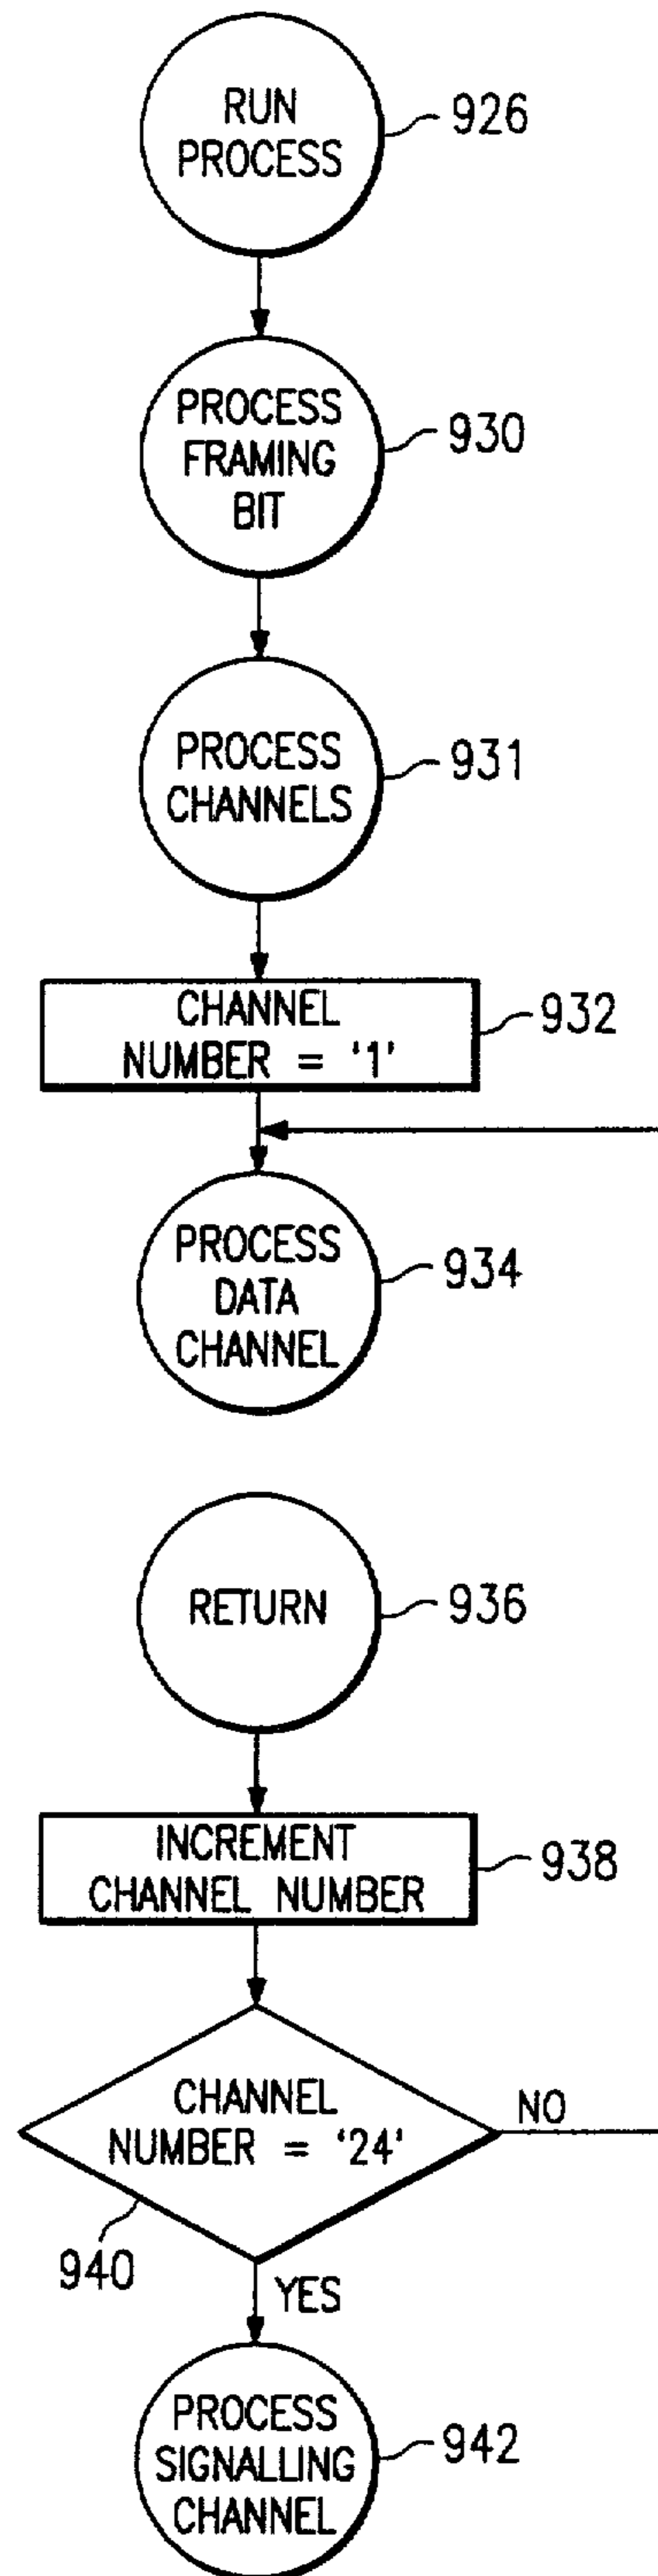 RUN
PROCESS
926
PROCESS
FRAMING
BIT
930
PROCESS
CHANNELS
931
CHANNEL
NUMBER = '1'
932
PROCESS
DATA
CHANNEL
934
RETURN
936
INCREMENT
CHANNEL NUMBER
938
CHANNEL
NUMBER = '24'
NO
940
YES
PROCESS
SIGNALLING
CHANNEL
942